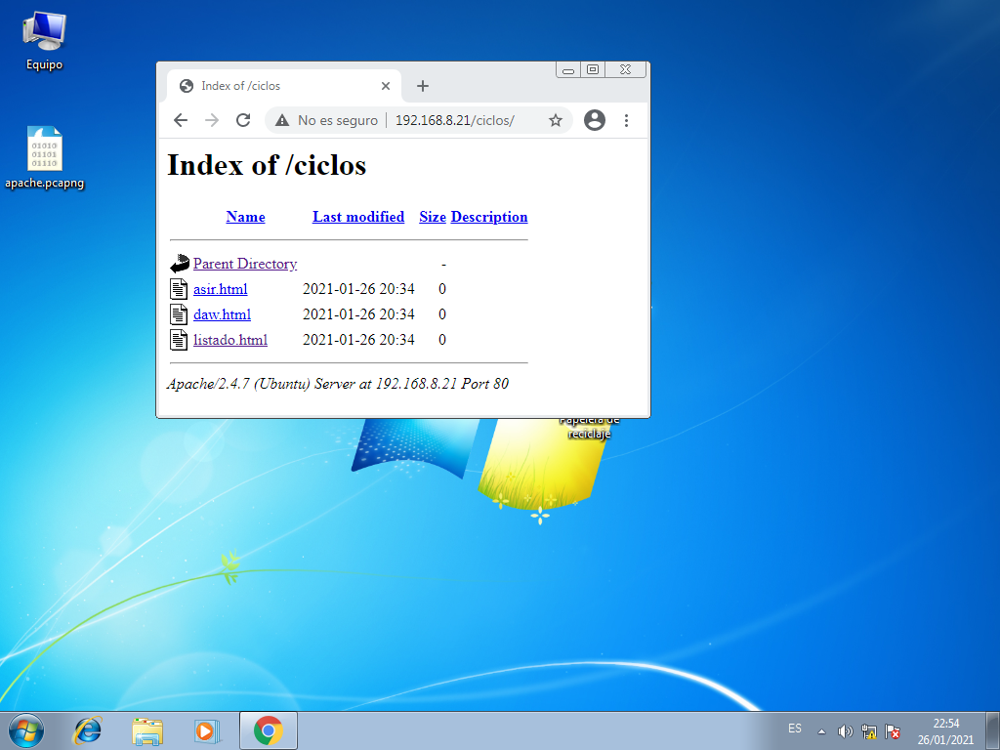 Equipo
apache.pcapng
01010
01101
01110
Index of /ciclos
No es seguro
192.168.8.21/ciclos/
Index of /ciclos
Name Last modified Size Description
Parent Directory -
asir.html 2021-01-26 20:34 0
daw.html 2021-01-26 20:34 0
listado.html 2021-01-26 20:34 0
Apache/2.4.7 (Ubuntu) Server at 192.168.8.21 Port 80
Papelera de
reciclaje
ES
22:54
26/01/2021